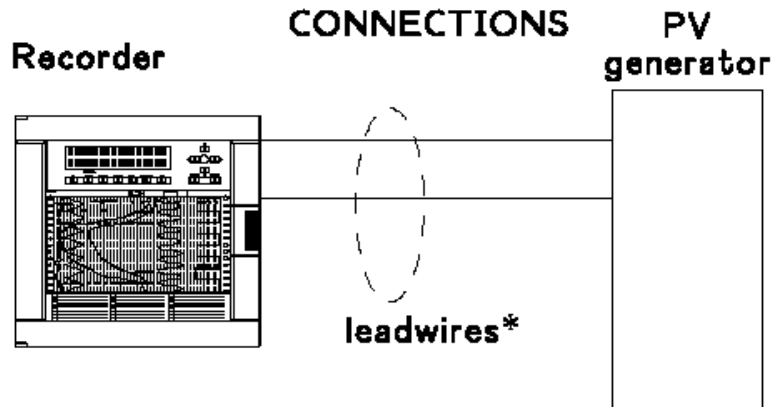 CONNECTIONS
Recorder
PV
generator
leadwires*